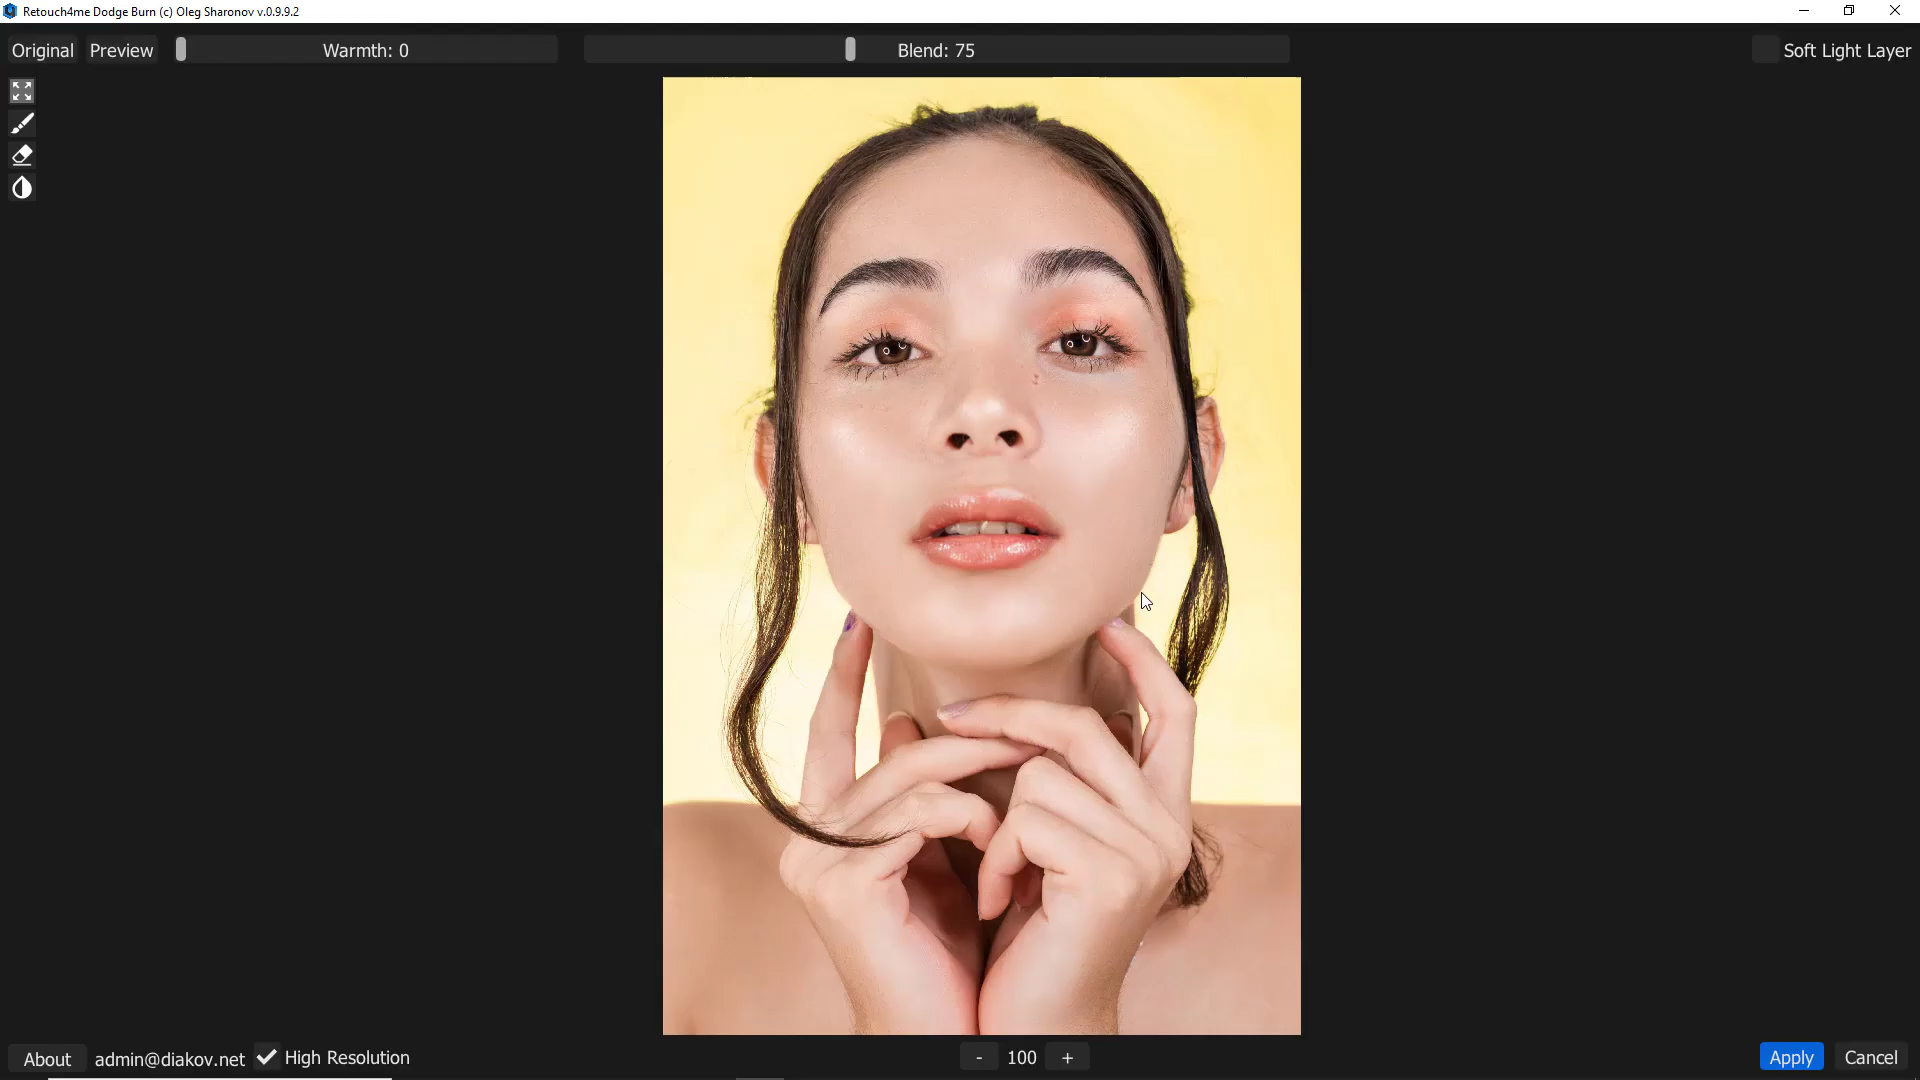 Retouch4me Dodge Burn (c) Oleg Sharonov v.0.9.9.2
Original Preview Warmth: 0 Blend: 75 Soft Light Layer
About admin@diakov.net High Resolution - 100 + Apply Cancel